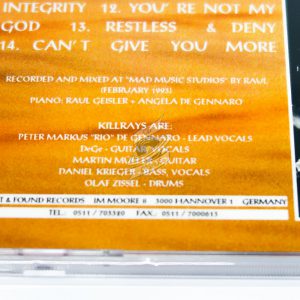 INTEGRITY 12. YOU'RE NOT MY
GOD 13. RESTLESS & DENY
14. CAN'T GIVE YOU MORE
RECORDED AND MIXED AT "MAD MUSIC STUDIOS" BY RAUL
(FEBRUARY 1993)
PIANO: RAUL GEISLER + ANGELA DE GENNARO
KILLRAYS ARE:
PETER MARKUS "RIO" DE GENNARO - LEAD VOCALS
DeGe - GUITAR, VOCALS
MARTIN MUELLER - GUITAR
DANIEL KRIEGER - BASS, VOCALS
OLAF ZISSEL - DRUMS
& FOUND RECORDS IM MOORE 8 3000 HANNOVER 1 GERMANY
TEL.: 0511 / 703380 FAX.: 0511 / 7000615